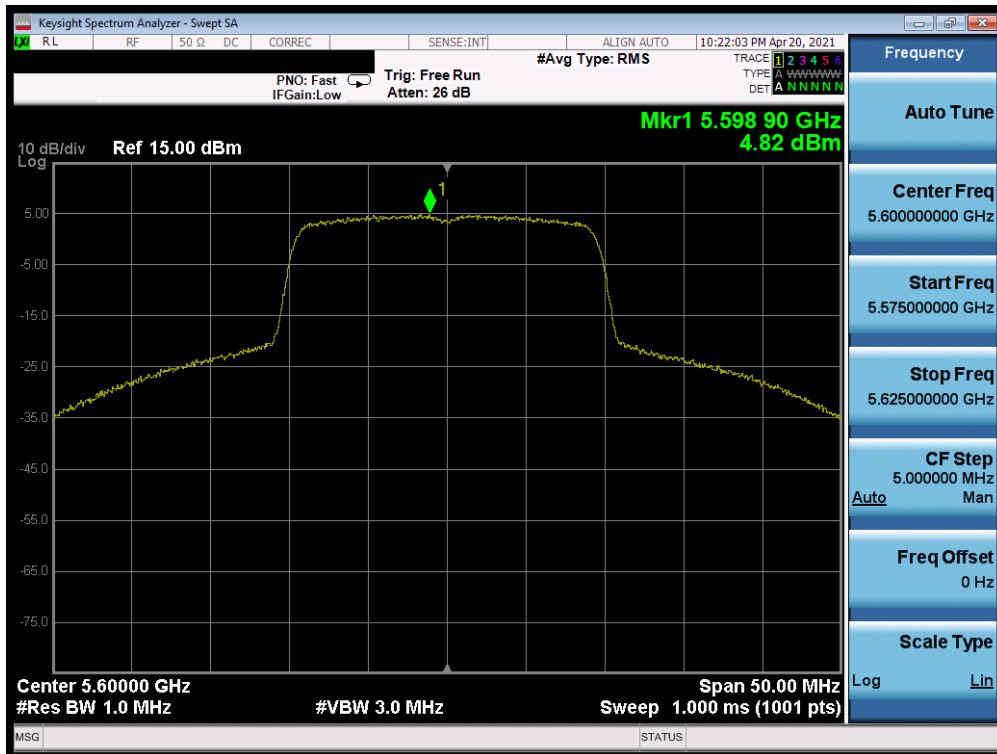 Keysight Spectrum Analyzer - Swept SA
LXI RL RF 50 Ω DC CORREC SENSE:INT ALIGN AUTO 10:22:03 PM Apr 20, 2021
#Avg Type: RMS
TRACE 1 2 3 4 5 6
PNO: Fast Trig: Free Run
TYPE A WWWWW
IFGain:Low Atten: 26 dB
DET A N N N N N
Mkr1 5.598 90 GHz
4.82 dBm
10 dB/div Ref 15.00 dBm
Log
1
5.00
-5.00
-15.0
-25.0
-35.0
-45.0
-55.0
-65.0
-75.0
Center 5.60000 GHz Span 50.00 MHz
#Res BW 1.0 MHz #VBW 3.0 MHz Sweep 1.000 ms (1001 pts)
MSG STATUS
Frequency
Auto Tune
Center Freq
5.600000000 GHz
Start Freq
5.575000000 GHz
Stop Freq
5.625000000 GHz
CF Step
5.000000 MHz
Auto Man
Freq Offset
0 Hz
Scale Type
Log Lin